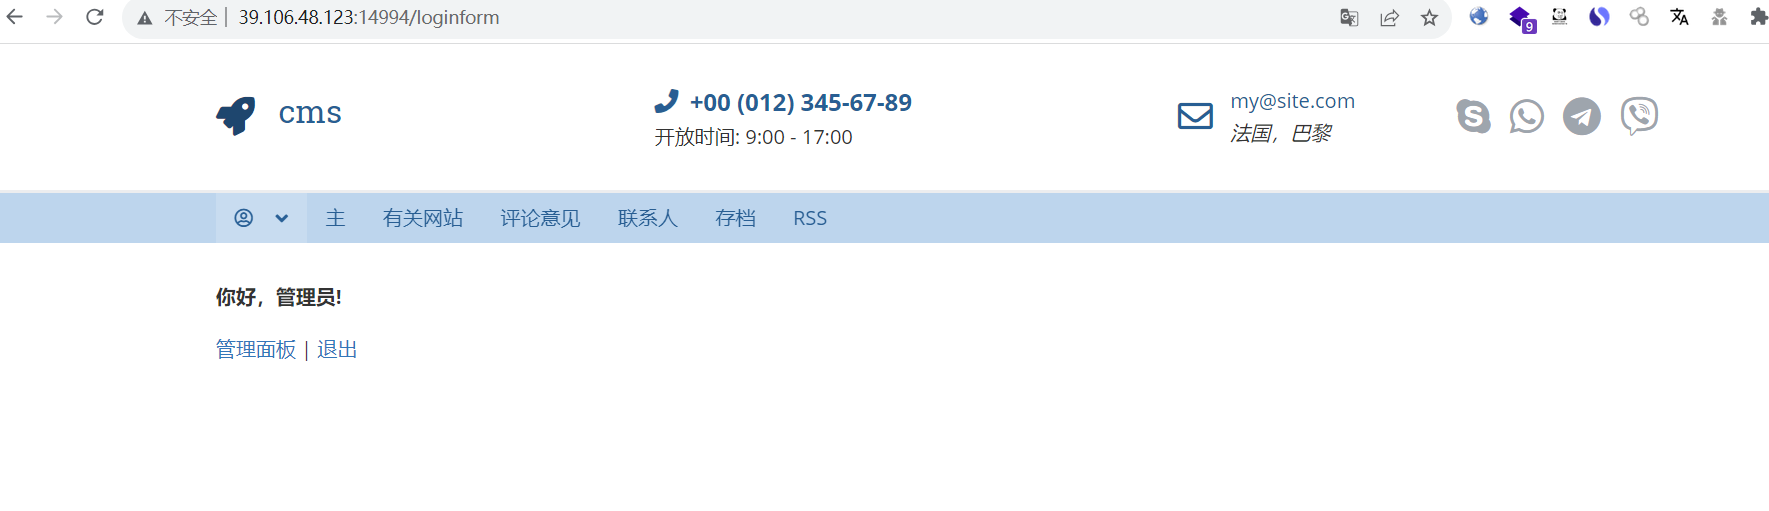 不安全 | 39.106.48.123:14994/loginform
9
cms
+00 (012) 345-67-89
开放时间: 9:00 - 17:00
my@site.com
法国，巴黎
主 有关网站 评论意见 联系人 存档 RSS
你好，管理员!
管理面板 | 退出